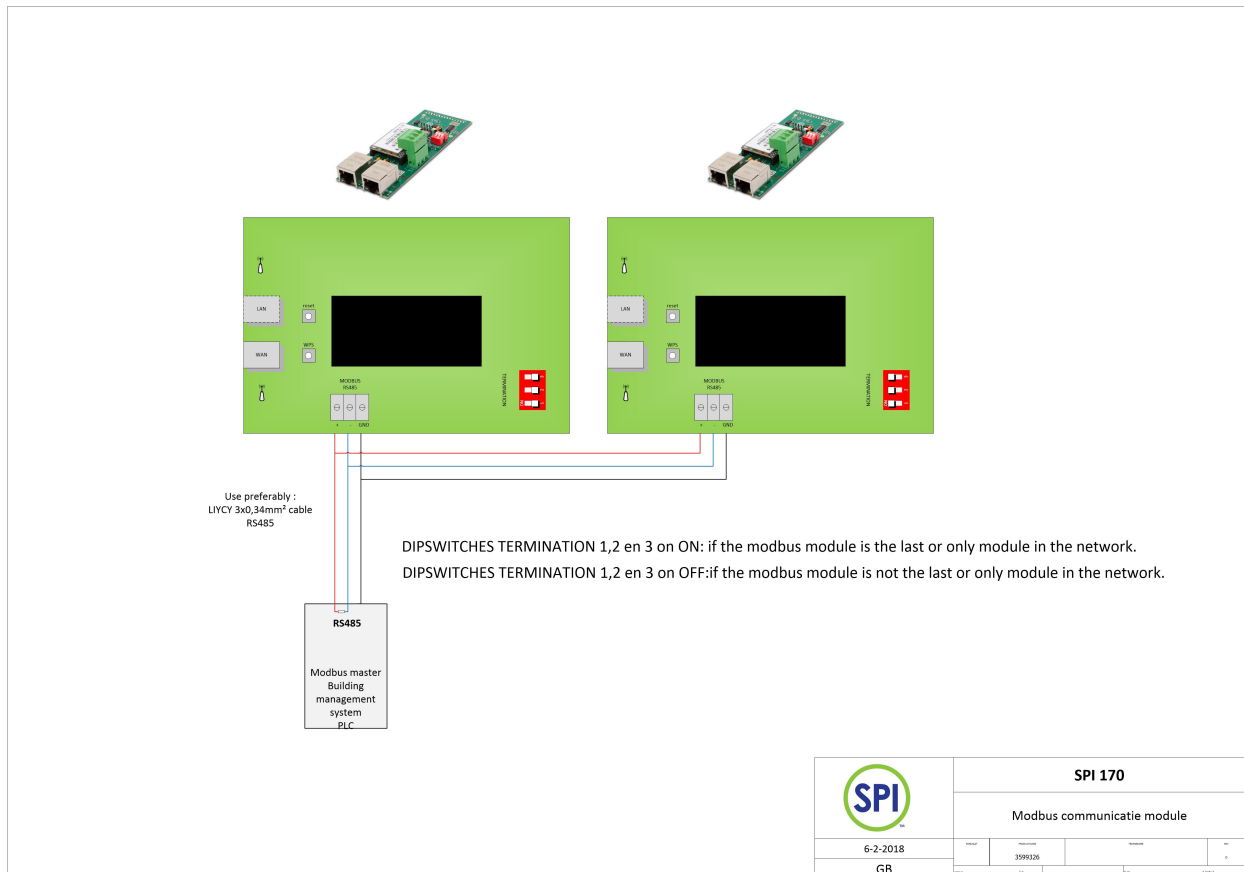 LAN
reset
WAN
WPS
MODBUS
RS485
TERMINATION
+ - GND
LAN
reset
WAN
WPS
MODBUS
RS485
TERMINATION
+ - GND
Use preferably :
LIYCY 3x0,34mm² cable
RS485
DIPSWITCHES TERMINATION 1,2 en 3 on ON: if the modbus module is the last or only module in the network.
DIPSWITCHES TERMINATION 1,2 en 3 on OFF:if the modbus module is not the last or only module in the network.
RS485
Modbus master
Building
management
system
PLC
SPI
SPI 170
Modbus communicatie module
6-2-2018
3599326
GB